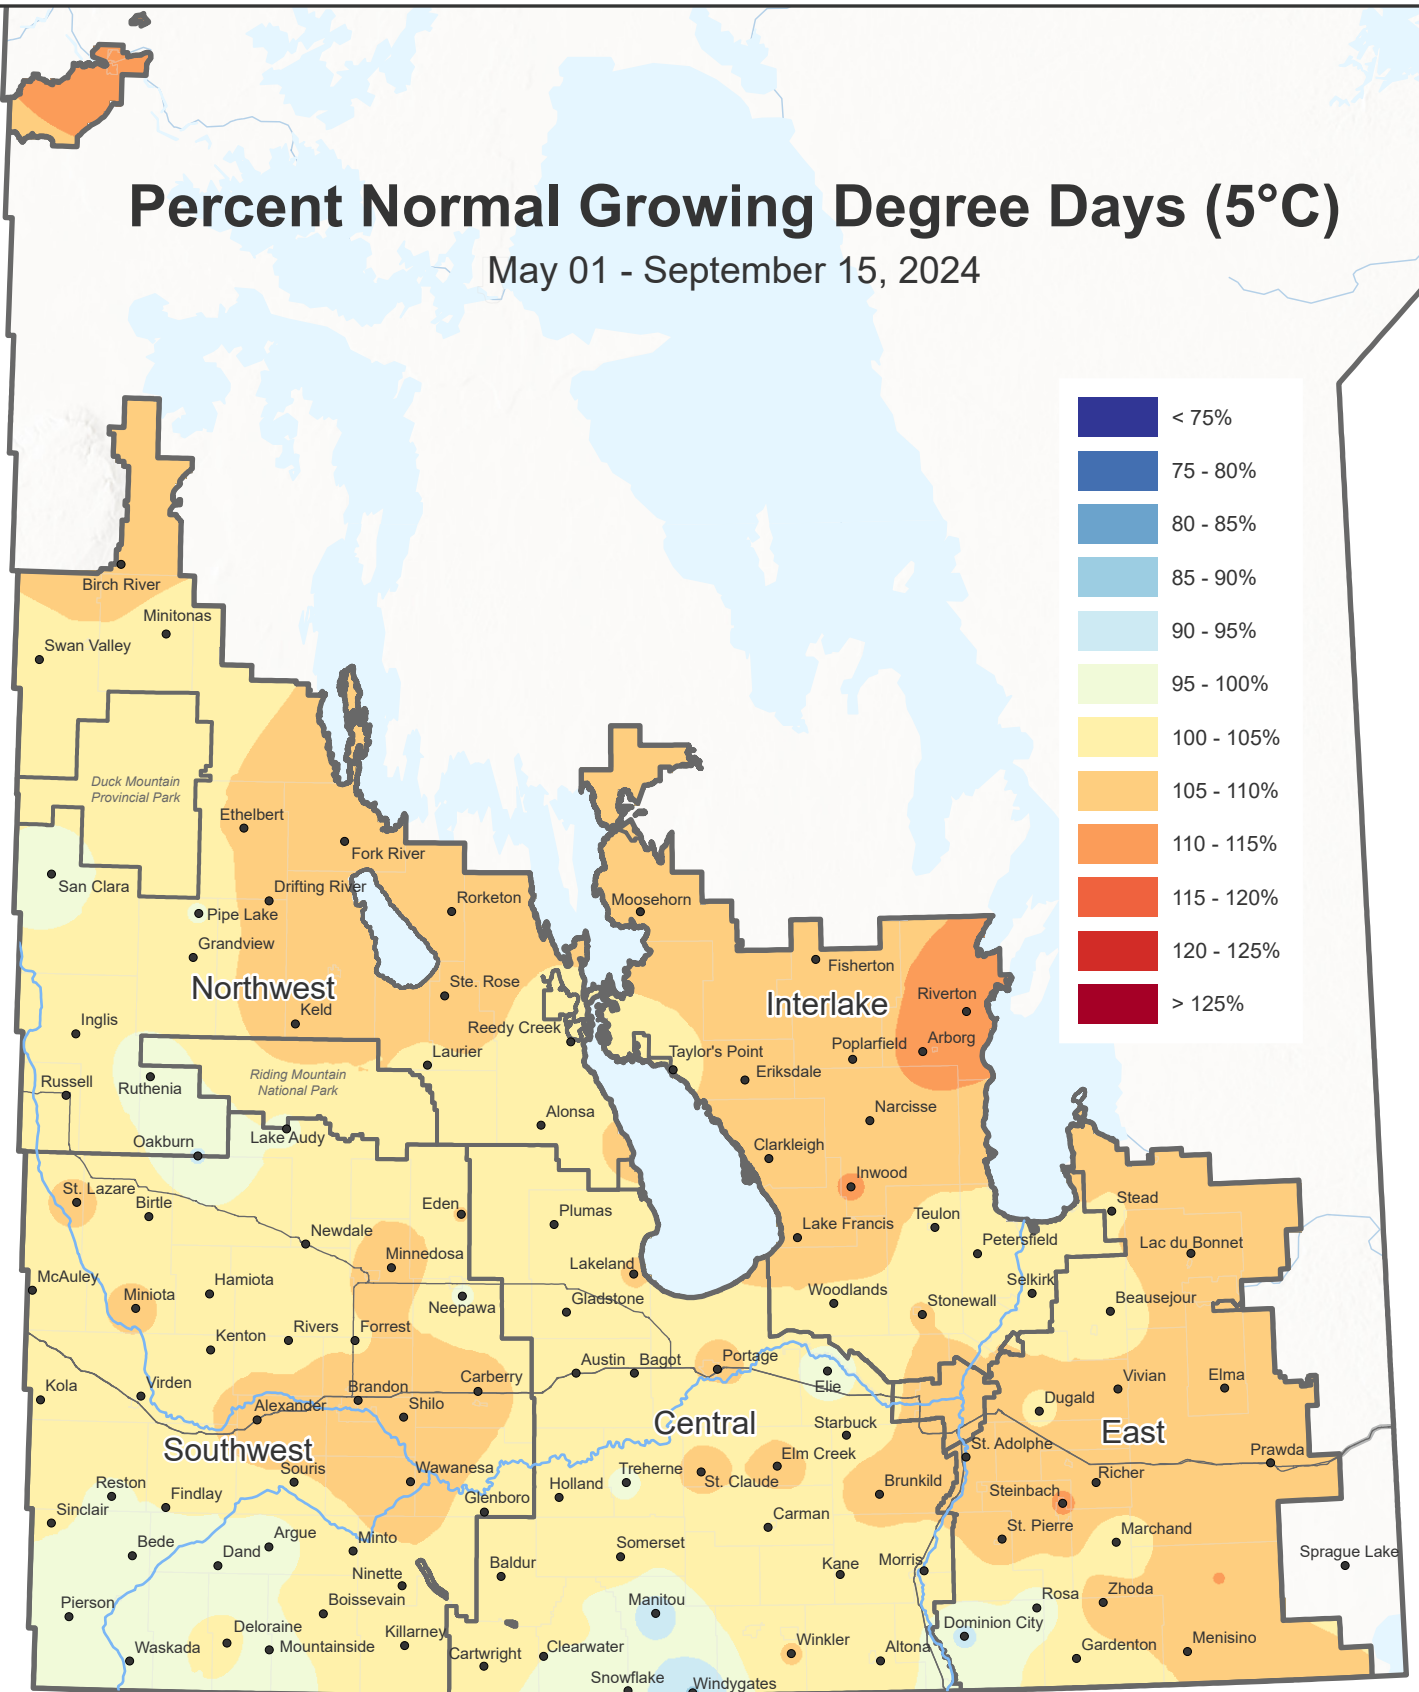 Percent Normal Growing Degree Days (5°C)
May 01 - September 15, 2024
< 75%
75 - 80%
80 - 85%
85 - 90%
90 - 95%
95 - 100%
100 - 105%
105 - 110%
110 - 115%
115 - 120%
120 - 125%
> 125%
Birch River
Minitonas
Swan Valley
Duck Mountain
Provincial Park
Ethelbert
Fork River
San Clara
Drifting River
Pipe Lake
Rorketon
Moosehorn
Grandview
Fisherton
Northwest
Ste. Rose
Riverton
Interlake
Keld
Inglis
Reedy Creek
Arborg
Poplarfield
Laurier
Taylor's Point
Eriksdale
Riding Mountain
National Park
Russell
Ruthenia
Narcisse
Alonsa
Oakburn
Lake Audy
Clarkleigh
Inwood
St. Lazare
Birtle
Eden
Plumas
Stead
Teulon
Lake Francis
Newdale
Petersfield
Lac du Bonnet
Minnedosa
Lakeland
McAuley
Hamiota
Selkirk
Miniota
Neepawa
Gladstone
Woodlands
Stonewall
Beausejour
Kenton
Rivers
Forrest
Austin
Bagot
Portage
Vivian
Elma
Kola
Virden
Brandon
Carberry
Elie
Alexander
Shilo
Dugald
Central
Starbuck
East
Southwest
St. Adolphe
Prawda
Elm Creek
Souris
Wawanesa
Treherne
St. Claude
Richer
Reston
Holland
Brunkild
Steinbach
Findlay
Glenboro
Sinclair
Carman
St. Pierre
Marchand
Argue
Minto
Bede
Dand
Somerset
Sprague Lake
Baldur
Kane
Morris
Ninette
Pierson
Boissevain
Manitou
Rosa
Zhoda
Deloraine
Dominion City
Waskada
Mountainside
Killarney
Cartwright
Clearwater
Winkler
Altona
Gardenton
Menisino
Snowflake
Windygates